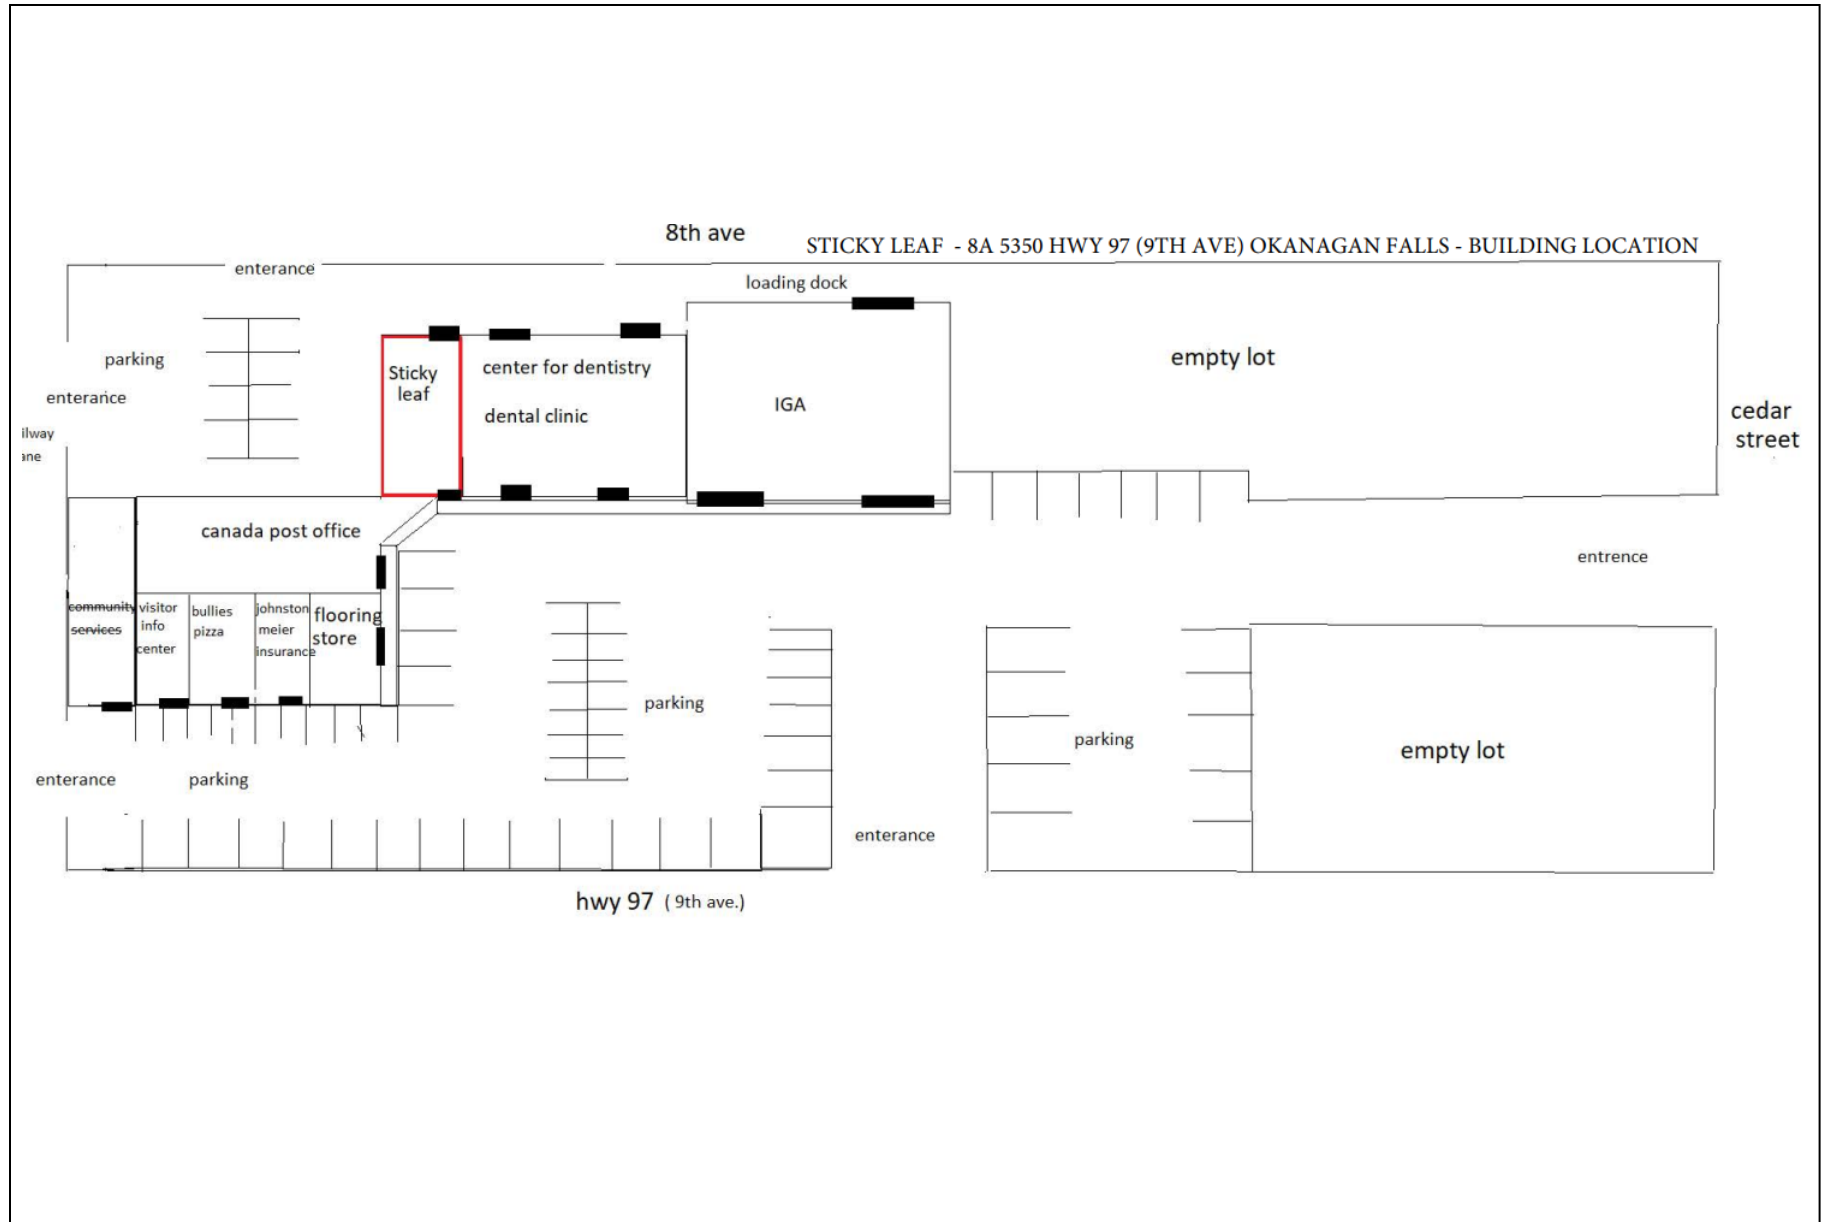 8th ave
STICKY LEAF - 8A 5350 HWY 97 (9TH AVE) OKANAGAN FALLS - BUILDING LOCATION
enterance
loading dock
parking
enterance
ilway
ane
Sticky
leaf
center for dentistry
dental clinic
IGA
empty lot
cedar
street
canada post office
entrence
community
services
visitor
info
center
bullies
pizza
johnston
meier
insurance
flooring
store
parking
parking
empty lot
enterance
parking
enterance
hwy 97 ( 9th ave.)